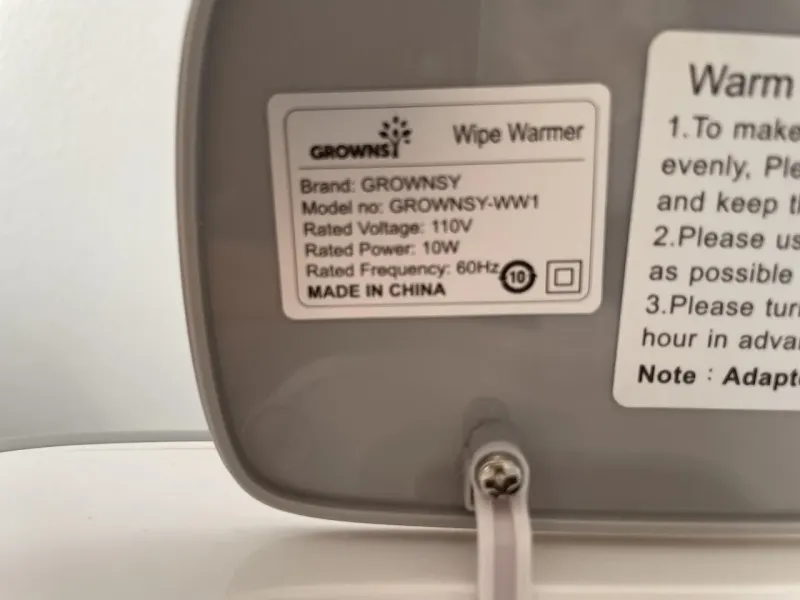 GROWNSY
Wipe Warmer
Brand: GROWNSY
Model no: GROWNSY-WW1
Rated Voltage: 110V
Rated Power: 10W
Rated Frequency: 60Hz
10
MADE IN CHINA
Warm
1.To make
evenly, Ple
and keep th
2.Please us
as possible
3.Please turn
hour in adva
Note : Adapte